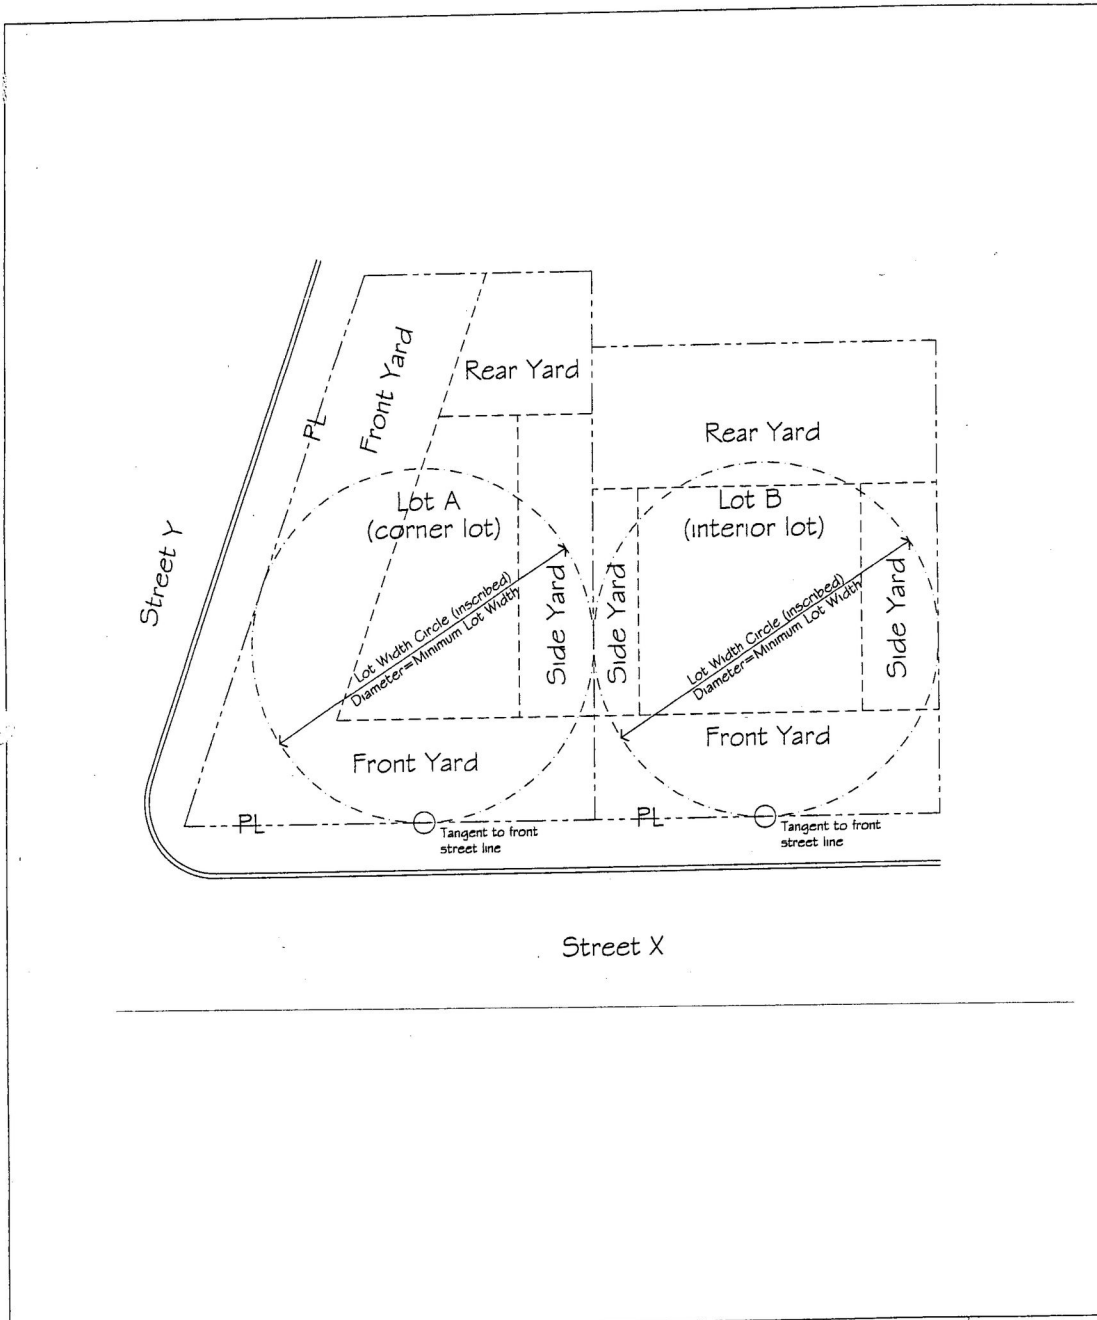 Front Yard
Rear Yard
PL
Rear Yard
Lot A
(corner lot)
Lot B
(interior lot)
Street Y
Lot Width Circle (inscribed)
Diameter=Minimum Lot Width
Side Yard
Side Yard
Lot Width Circle (inscribed)
Diameter=Minimum Lot Width
Side Yard
Front Yard
Front Yard
PL
Tangent to front
street line
PL
Tangent to front
street line
Street X